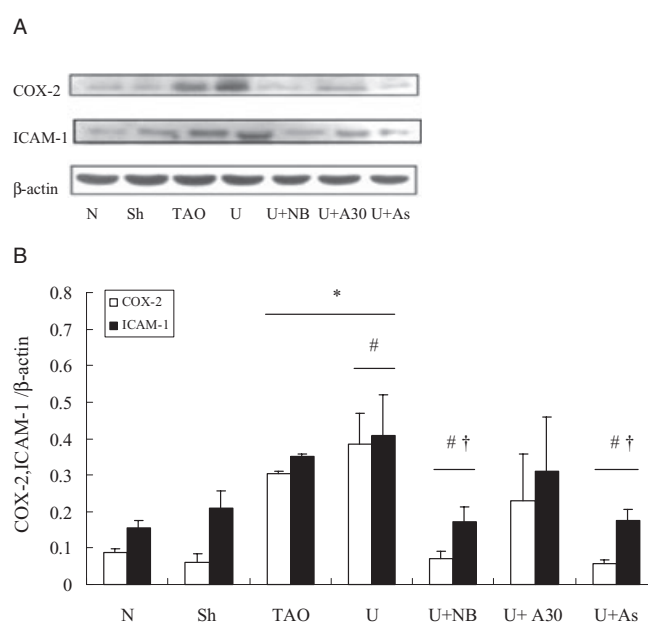 A
COX-2
ICAM-1
β-actin
N Sh TAO U U+NB U+A30 U+As
B
COX-2,ICAM-1 /β-actin
0.8
0.7
0.6
0.5
0.4
0.3
0.2
0.1
0
COX-2
ICAM-1
*
#
# †
# †
N Sh TAO U U+NB U+ A30 U+As